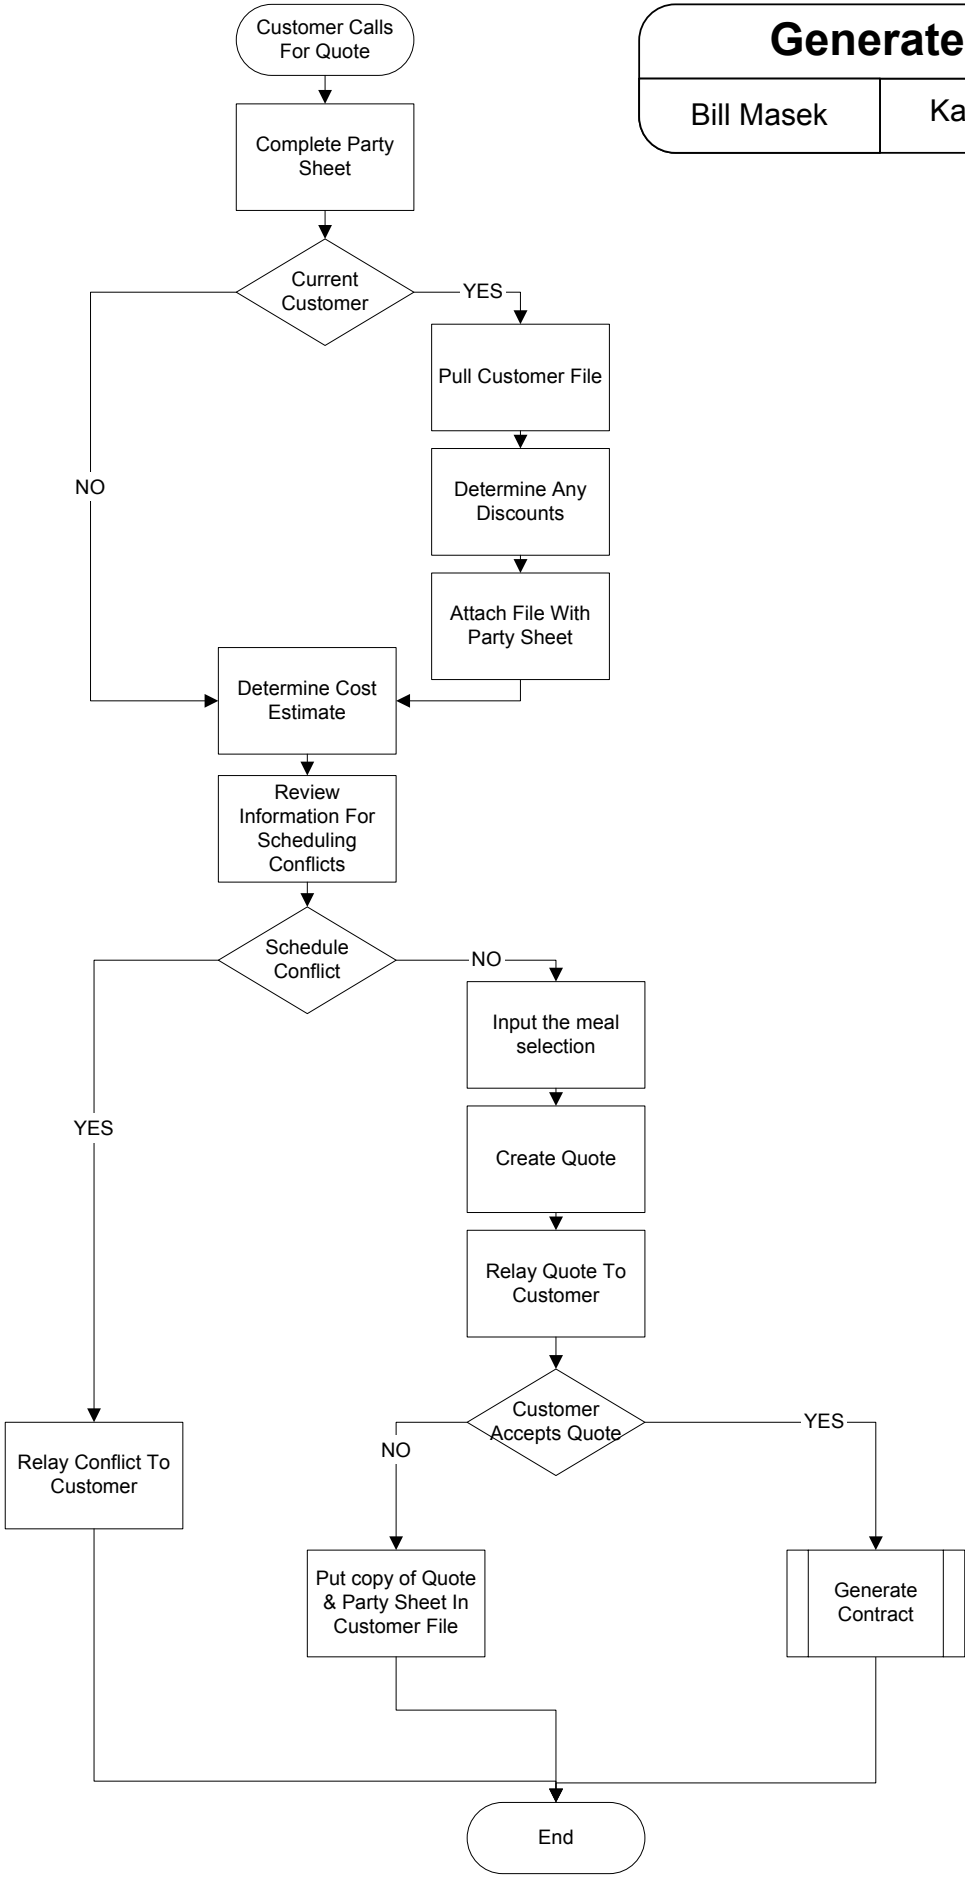 Customer Calls
For Quote
Generate
Bill Masek
Ka
Complete Party
Sheet
Current
Customer
YES
Pull Customer File
NO
Determine Any
Discounts
Attach File With
Party Sheet
Determine Cost
Estimate
Review
Information For
Scheduling
Conflicts
Schedule
Conflict
NO
Input the meal
selection
YES
Create Quote
Relay Quote To
Customer
Customer
Accepts Quote
YES
NO
Relay Conflict To
Customer
Put copy of Quote
& Party Sheet In
Customer File
Generate
Contract
End